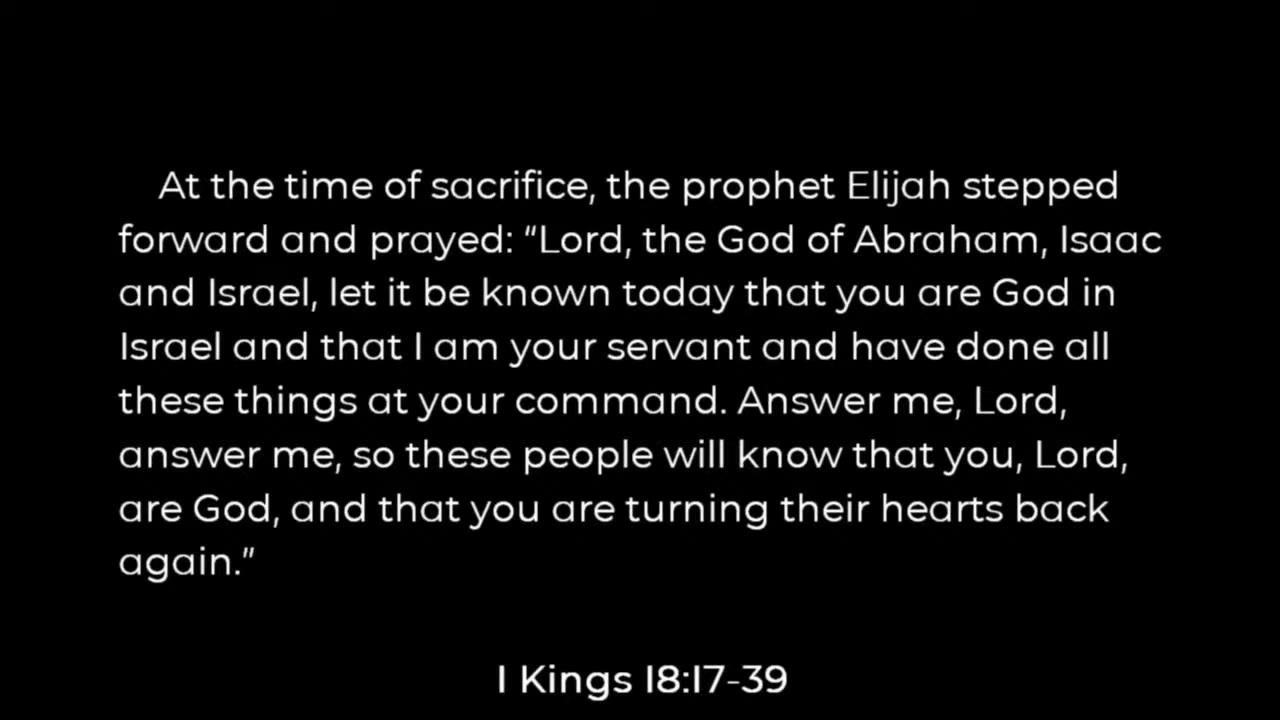 At the time of sacrifice, the prophet Elijah stepped
forward and prayed: “Lord, the God of Abraham, Isaac
and Israel, let it be known today that you are God in
Israel and that I am your servant and have done all
these things at your command. Answer me, Lord,
answer me, so these people will know that you, Lord,
are God, and that you are turning their hearts back
again.”
1 Kings 18:17-39